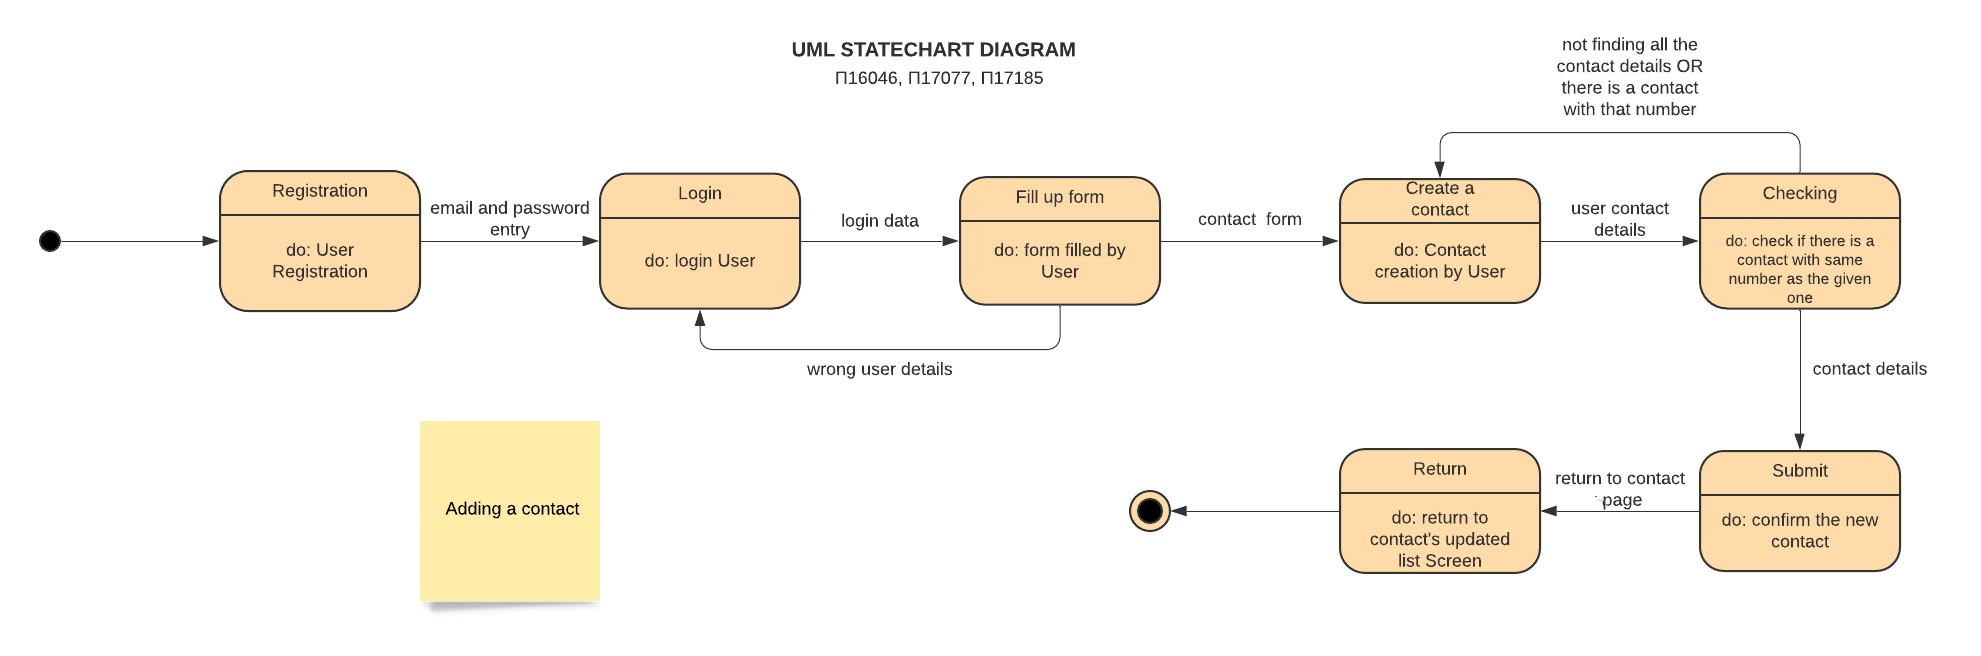 UML STATECHART DIAGRAM
Π16046, Π17077, Π17185
not finding all the
contact details OR
there is a contact
with that number
Registration
do: User
Registration
email and password
entry
Login
do: login User
login data
Fill up form
do: form filled by
User
wrong user details
contact  form
Create a
contact
do: Contact
creation by User
user contact
details
Checking
do: check if there is a
contact with same
number as the given
one
contact details
Submit
do: confirm the new
contact
return to contact
page
Return
do: return to
contact's updated
list Screen
Adding a contact